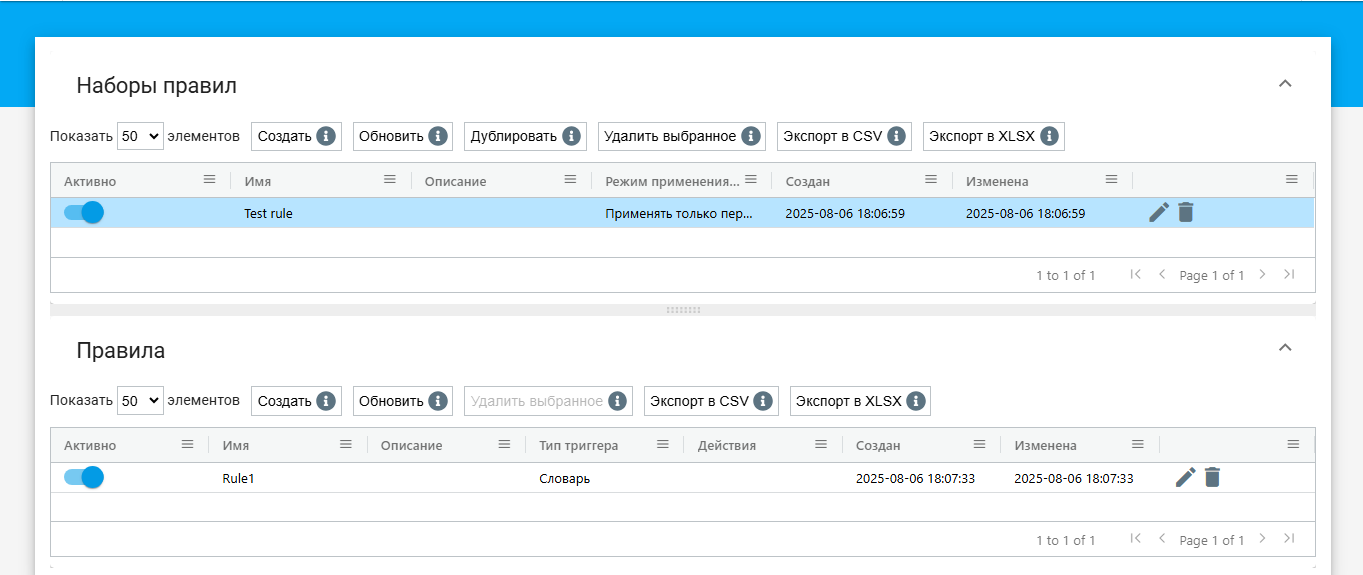 Наборы правил
Показать 50 элементов Создать Обновить Дублировать Удалить выбранное Экспорт в CSV Экспорт в XLSX
Активно Имя Описание Режим применения... Создан Изменена
Test rule Применять только пер... 2025-08-06 18:06:59 2025-08-06 18:06:59
1 to 1 of 1 Page 1 of 1
Правила
Показать 50 элементов Создать Обновить Удалить выбранное Экспорт в CSV Экспорт в XLSX
Активно Имя Описание Тип триггера Действия Создан Изменена
Rule1 Словарь 2025-08-06 18:07:33 2025-08-06 18:07:33
1 to 1 of 1 Page 1 of 1